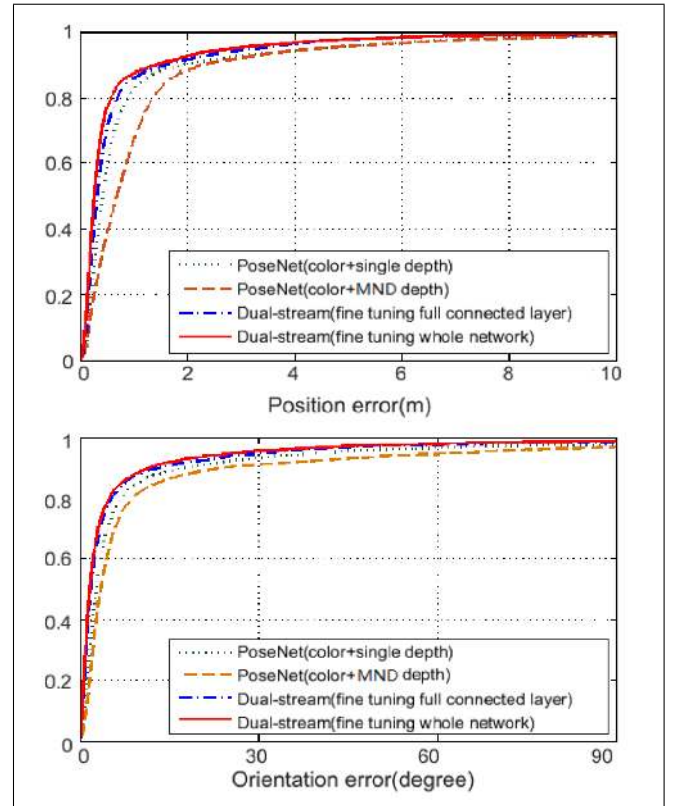 1
0.8
0.6
0.4
0.2
0
PoseNet(color+single depth)
PoseNet(color+MND depth)
Dual-stream(fine tuning full connected layer)
Dual-stream(fine tuning whole network)
0 2 4 6 8 10
Position error(m)
1
0.8
0.6
0.4
0.2
0
PoseNet(color+single depth)
PoseNet(color+MND depth)
Dual-stream(fine tuning full connected layer)
Dual-stream(fine tuning whole network)
0 30 60 90
Orientation error(degree)